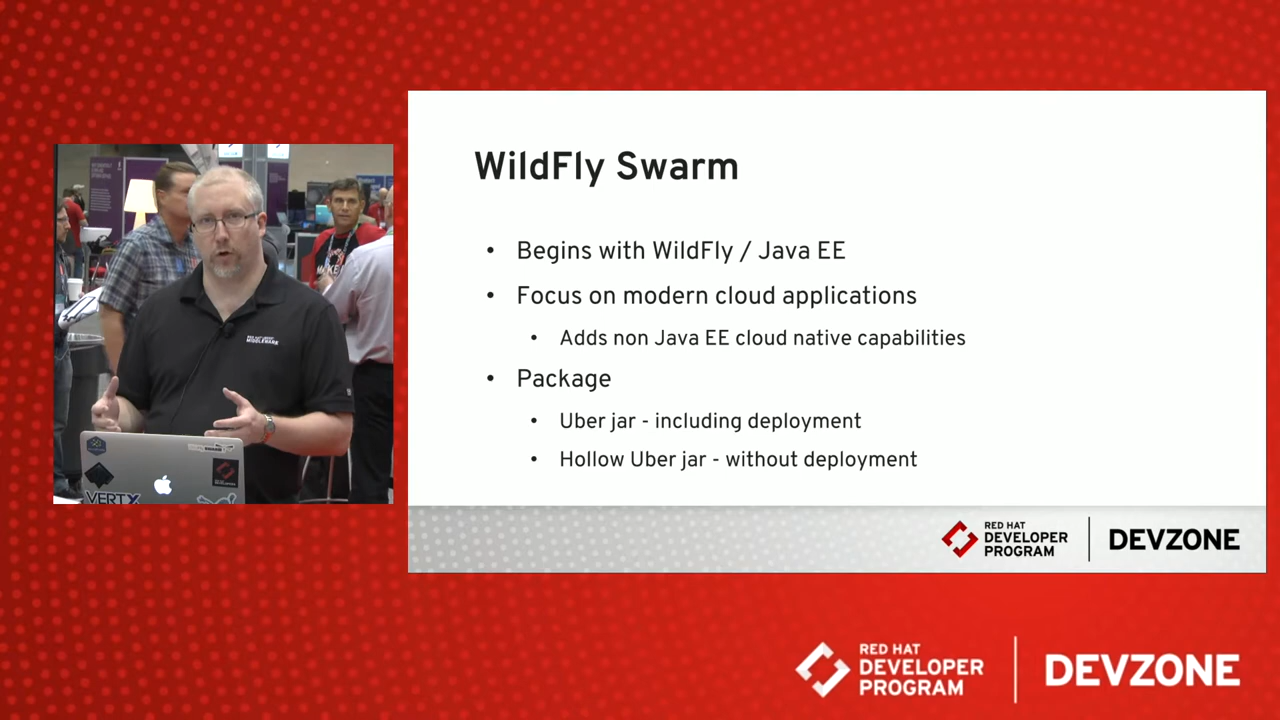 WildFly Swarm
• Begins with WildFly / Java EE
• Focus on modern cloud applications
• Adds non Java EE cloud native capabilities
• Package
• Uber jar - including deployment
• Hollow Uber jar - without deployment
RED HAT
DEVELOPER
PROGRAM
DEVZONE
MIDDLEWARE
VERTX
RED HAT
DEVELOPER
PROGRAM
DEVZONE